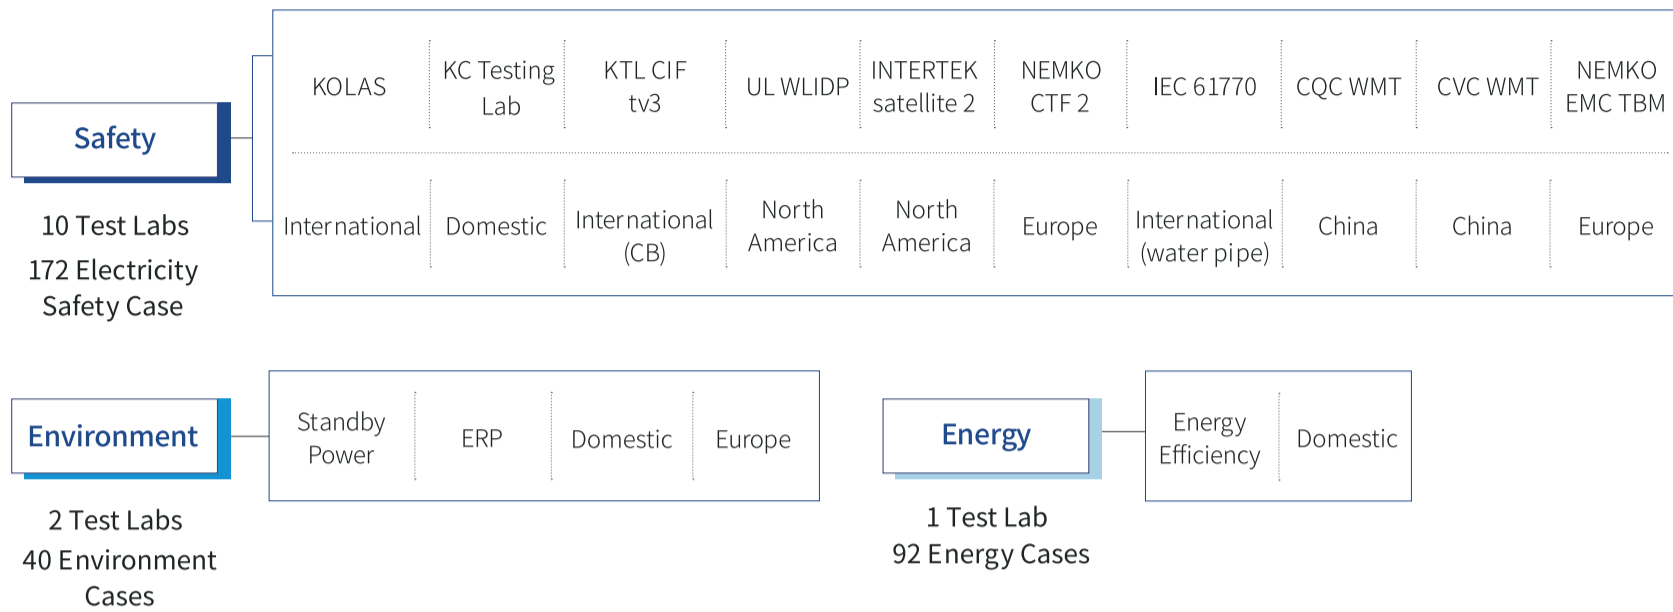 Safety
10 Test Labs
172 Electricity
Safety Case
KOLAS
KC Testing
Lab
KTL CIF
tv3
UL WLIDP
INTERTEK
satellite 2
NEMKO
CTF 2
IEC 61770
CQC WMT
CVC WMT
NEMKO
EMC TBM
International
Domestic
International
(CB)
North
America
North
America
Europe
International
(water pipe)
China
China
Europe
Environment
2 Test Labs
40 Environment
Cases
Standby
Power
ERP
Domestic
Europe
Energy
1 Test Lab
92 Energy Cases
Energy
Efficiency
Domestic